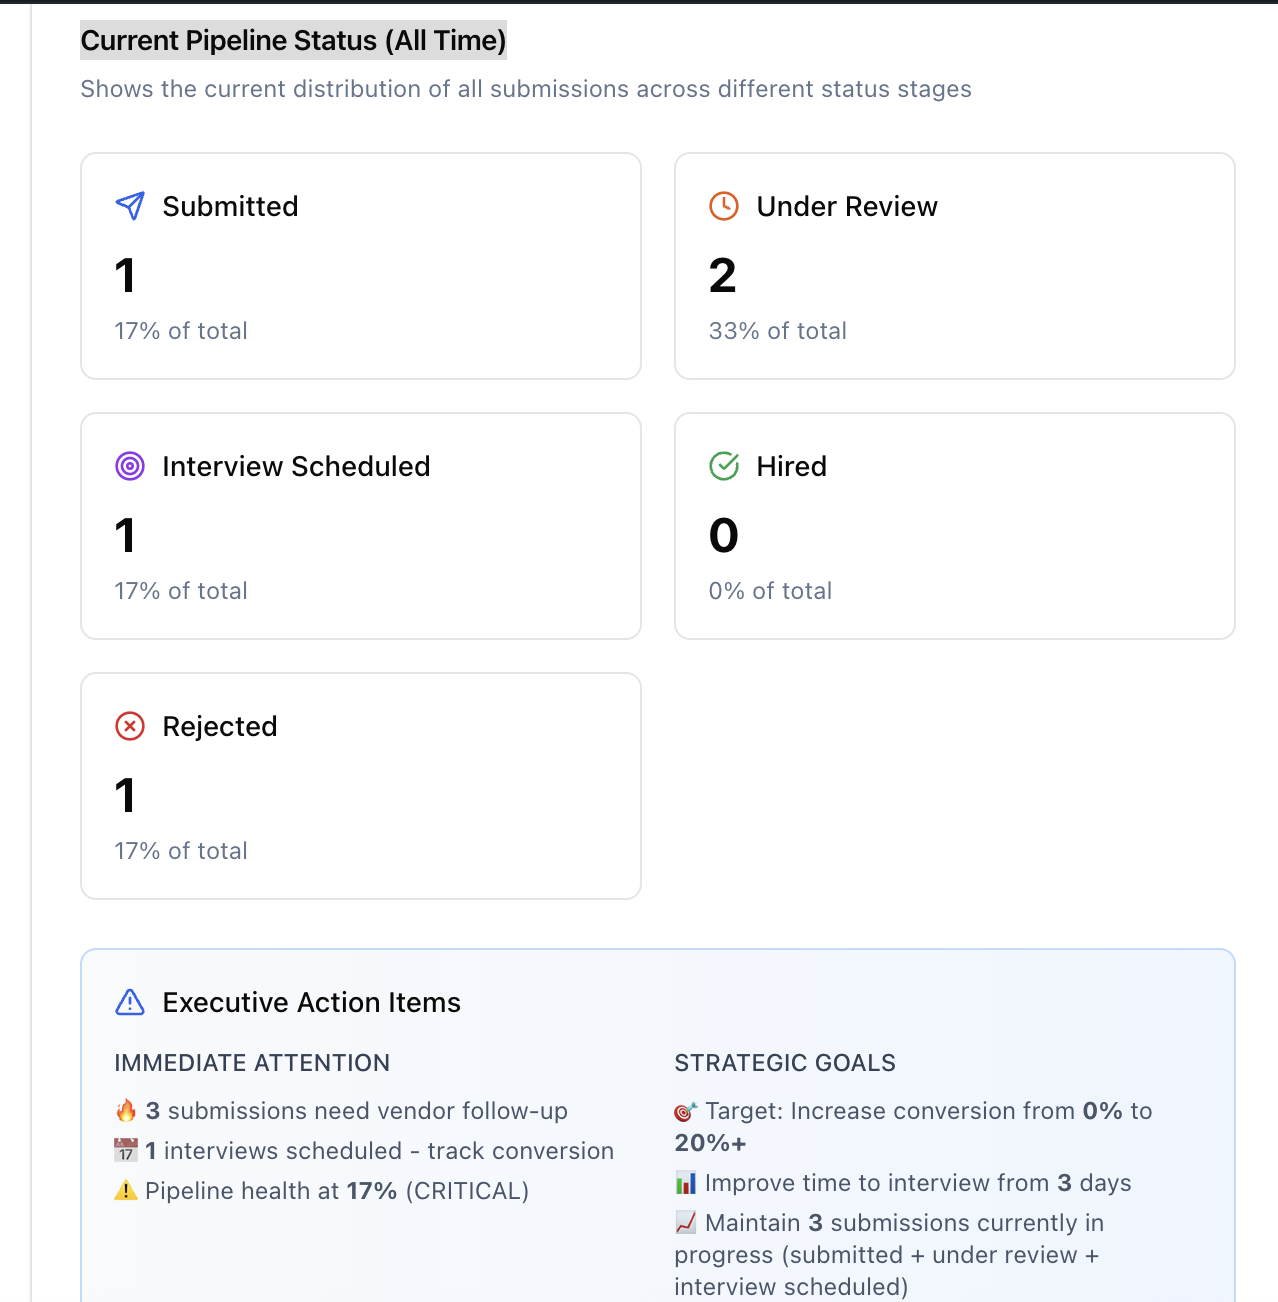 Current Pipeline Status (All Time)
Shows the current distribution of all submissions across different status stages
Submitted
1
17% of total
Under Review
2
33% of total
Interview Scheduled
1
17% of total
Hired
0
0% of total
Rejected
1
17% of total
Executive Action Items
IMMEDIATE ATTENTION
🔥 3 submissions need vendor follow-up
📅 1 interviews scheduled - track conversion
⚠️ Pipeline health at 17% (CRITICAL)
STRATEGIC GOALS
🎯 Target: Increase conversion from 0% to
20%+
📊 Improve time to interview from 3 days
📈 Maintain 3 submissions currently in
progress (submitted + under review +
interview scheduled)